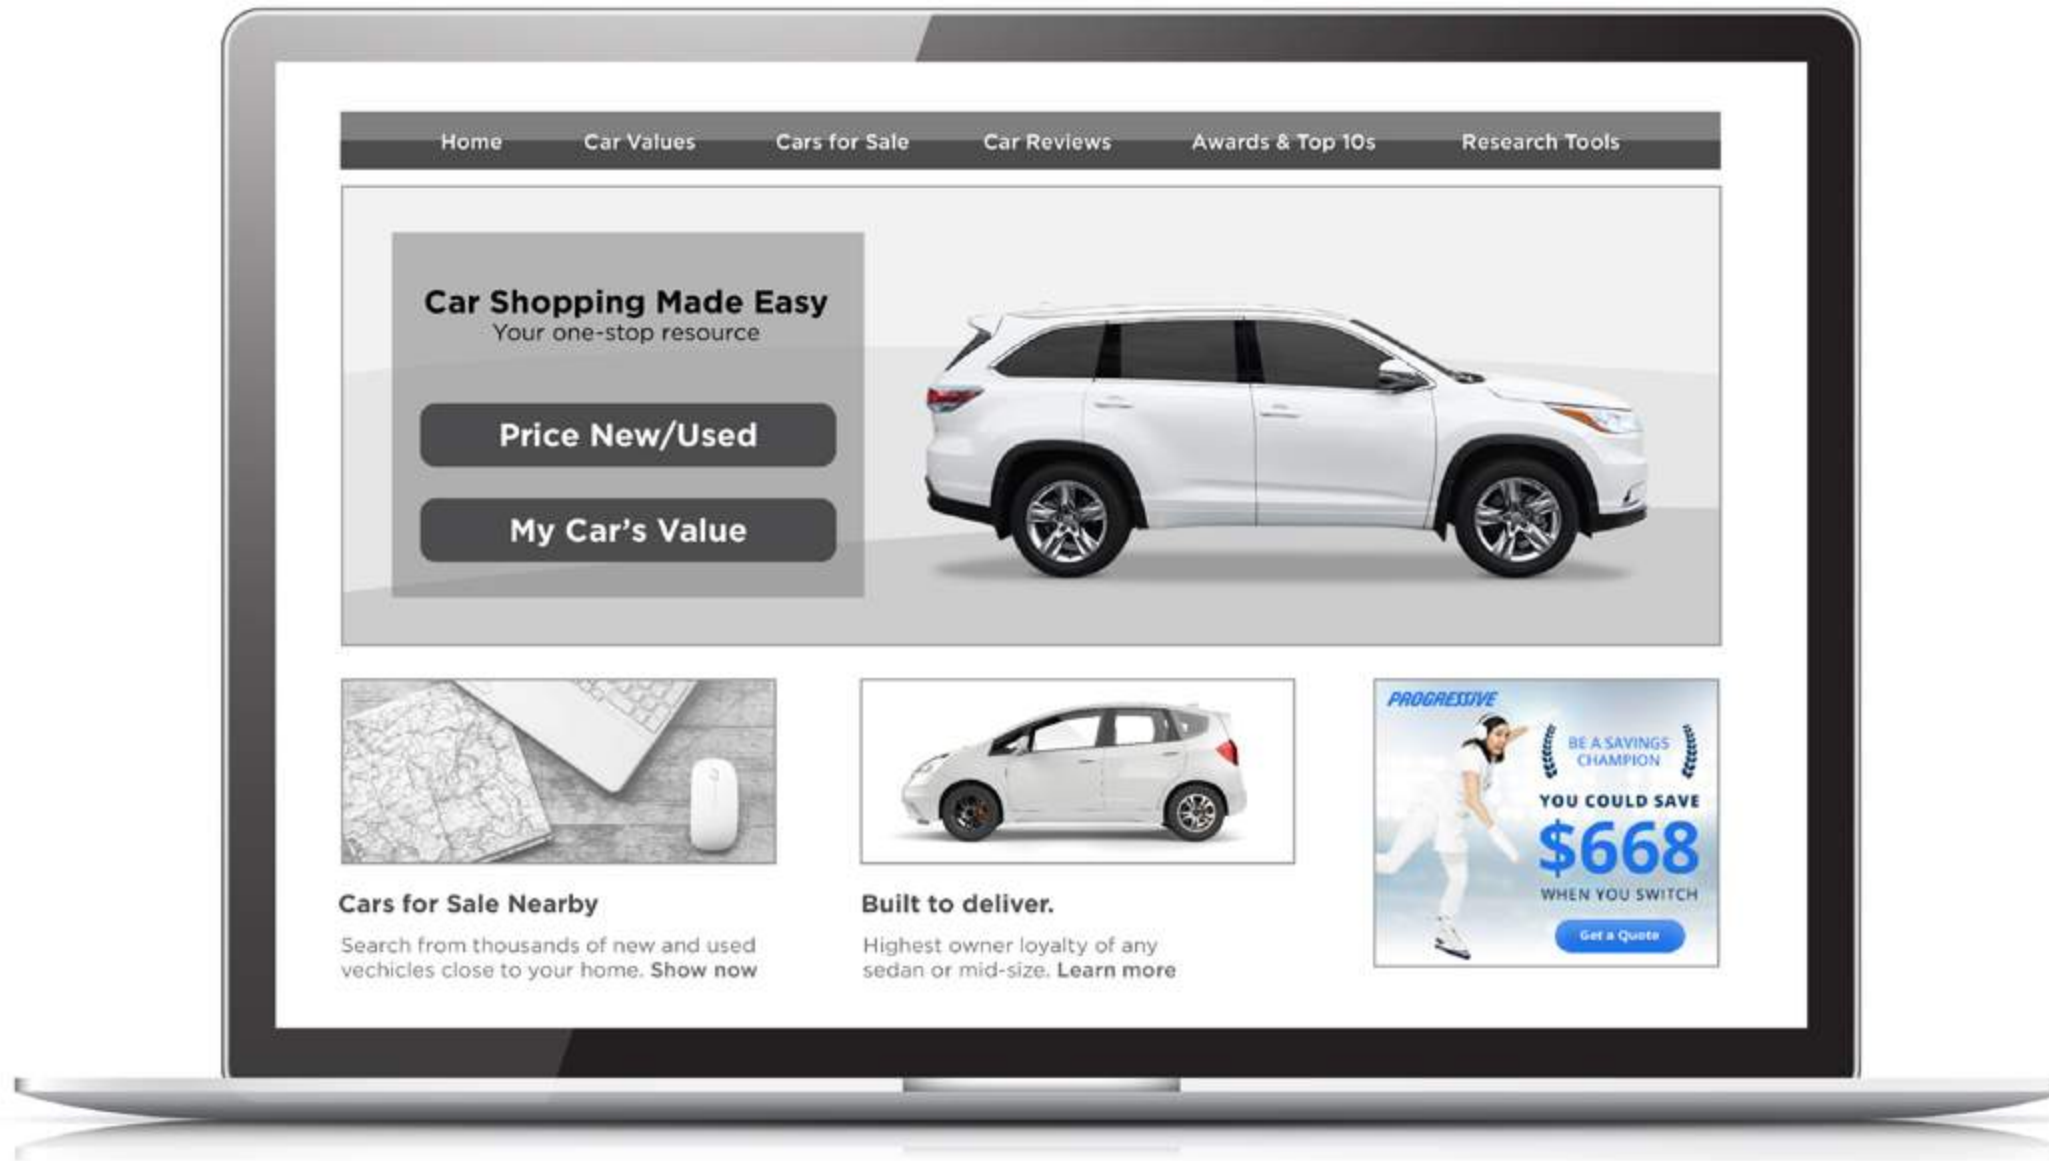 Home Car Values Cars for Sale Car Reviews Awards & Top 10s Research Tools
Car Shopping Made Easy
Your one-stop resource
Price New/Used
My Car's Value
Cars for Sale Nearby
Search from thousands of new and used
vechicles close to your home. Show now
Built to deliver.
Highest owner loyalty of any
sedan or mid-size. Learn more
PROGRESSIVE
BE A SAVINGS
CHAMPION
YOU COULD SAVE
$668
WHEN YOU SWITCH
Get a Quote